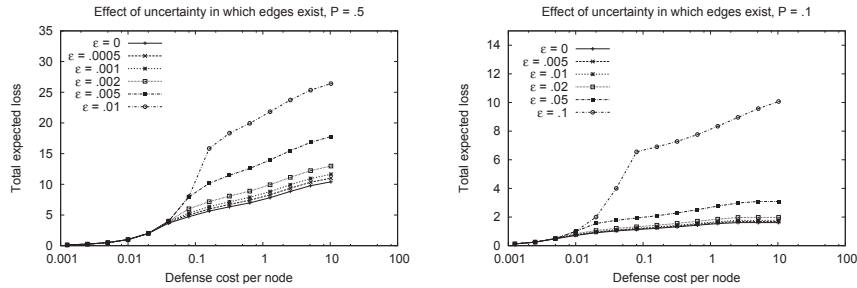 Effect of uncertainty in which edges exist, P = .5
Total expected loss
35
30
25
20
15
10
5
0
ε = 0
ε = .0005
ε = .001
ε = .002
ε = .005
ε = .01
0.001 0.01 0.1 1 10 100
Defense cost per node
Effect of uncertainty in which edges exist, P = .1
Total expected loss
14
12
10
8
6
4
2
0
ε = 0
ε = .005
ε = .01
ε = .02
ε = .05
ε = .1
0.001 0.01 0.1 1 10 100
Defense cost per node